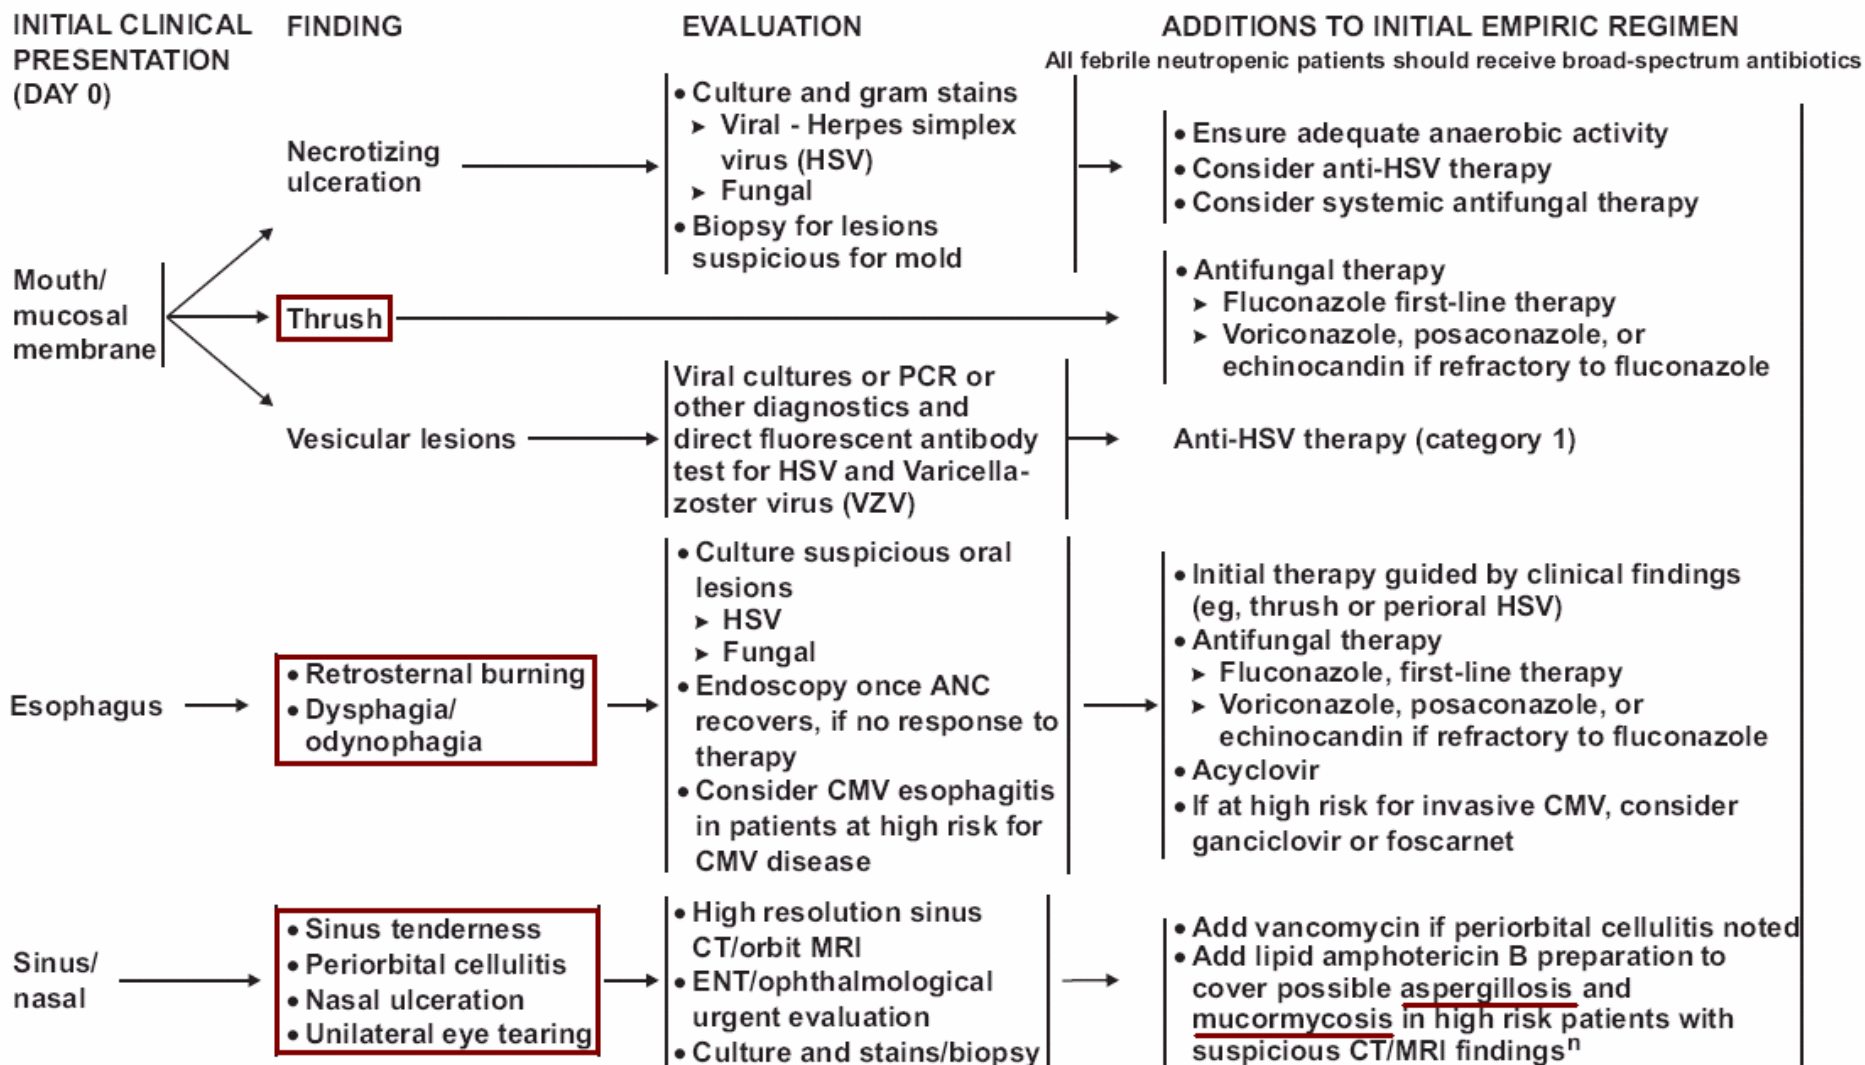 INITIAL CLINICAL
PRESENTATION
(DAY 0)
FINDING
EVALUATION
ADDITIONS TO INITIAL EMPIRIC REGIMEN
All febrile neutropenic patients should receive broad-spectrum antibiotics
Mouth/
mucosal
membrane
Necrotizing
ulceration
• Culture and gram stains
➤ Viral - Herpes simplex
virus (HSV)
➤ Fungal
• Biopsy for lesions
suspicious for mold
• Ensure adequate anaerobic activity
• Consider anti-HSV therapy
• Consider systemic antifungal therapy
Thrush
• Antifungal therapy
➤ Fluconazole first-line therapy
➤ Voriconazole, posaconazole, or
echinocandin if refractory to fluconazole
Vesicular lesions
Viral cultures or PCR or
other diagnostics and
direct fluorescent antibody
test for HSV and Varicella-
zoster virus (VZV)
Anti-HSV therapy (category 1)
Esophagus
• Retrosternal burning
• Dysphagia/
odynophagia
• Culture suspicious oral
lesions
➤ HSV
➤ Fungal
• Endoscopy once ANC
recovers, if no response to
therapy
• Consider CMV esophagitis
in patients at high risk for
CMV disease
• Initial therapy guided by clinical findings
(eg, thrush or perioral HSV)
• Antifungal therapy
➤ Fluconazole, first-line therapy
➤ Voriconazole, posaconazole, or
echinocandin if refractory to fluconazole
• Acyclovir
• If at high risk for invasive CMV, consider
ganciclovir or foscarnet
Sinus/
nasal
• Sinus tenderness
• Periorbital cellulitis
• Nasal ulceration
• Unilateral eye tearing
• High resolution sinus
CT/orbit MRI
• ENT/ophthalmological
urgent evaluation
• Culture and stains/biopsy
• Add vancomycin if periorbital cellulitis noted
• Add lipid amphotericin B preparation to
cover possible aspergillosis and
mucormycosis in high risk patients with
suspicious CT/MRI findingsⁿ